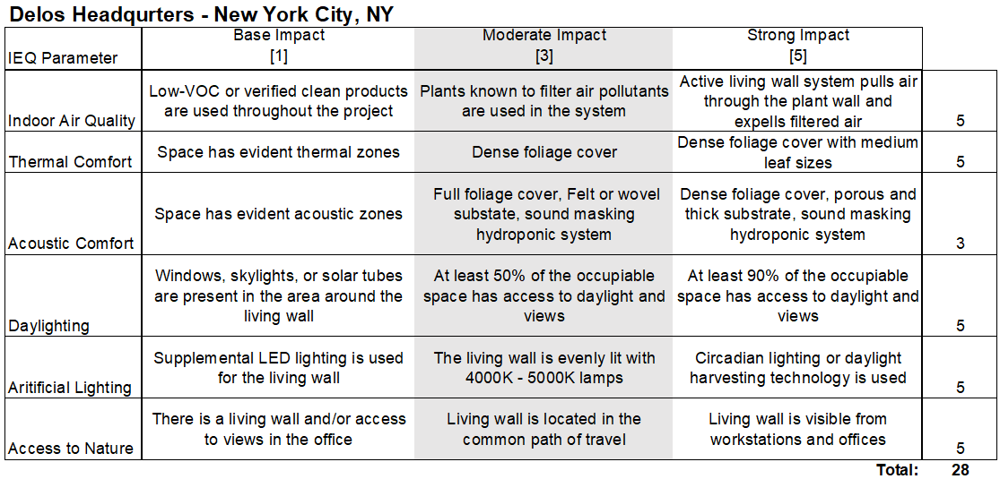 Delos Headqurters - New York City, NY
Base Impact Moderate Impact Strong Impact
IEQ Parameter [1] [3] [5]
Indoor Air Quality
Low-VOC or verified clean products
are used throughout the project
Plants known to filter air pollutants
are used in the system
Active living wall system pulls air
through the plant wall and
expells filtered air
5
Thermal Comfort
Space has evident thermal zones
Dense foliage cover
Dense foliage cover with medium
leaf sizes
5
Acoustic Comfort
Space has evident acoustic zones
Full foliage cover, Felt or wovel
substate, sound masking
hydroponic system
Dense foliage cover, porous and
thick substrate, sound masking
hydroponic system
3
Daylighting
Windows, skylights, or solar tubes
are present in the area around the
living wall
At least 50% of the occupiable
space has access to daylight and
views
At least 90% of the occupiable
space has access to daylight and
views
5
Aritificial Lighting
Supplemental LED lighting is used
for the living wall
The living wall is evenly lit with
4000K - 5000K lamps
Circadian lighting or daylight
harvesting technology is used
5
Access to Nature
There is a living wall and/or access
to views in the office
Living wall is located in the
common path of travel
Living wall is visible from
workstations and offices
5
Total: 28